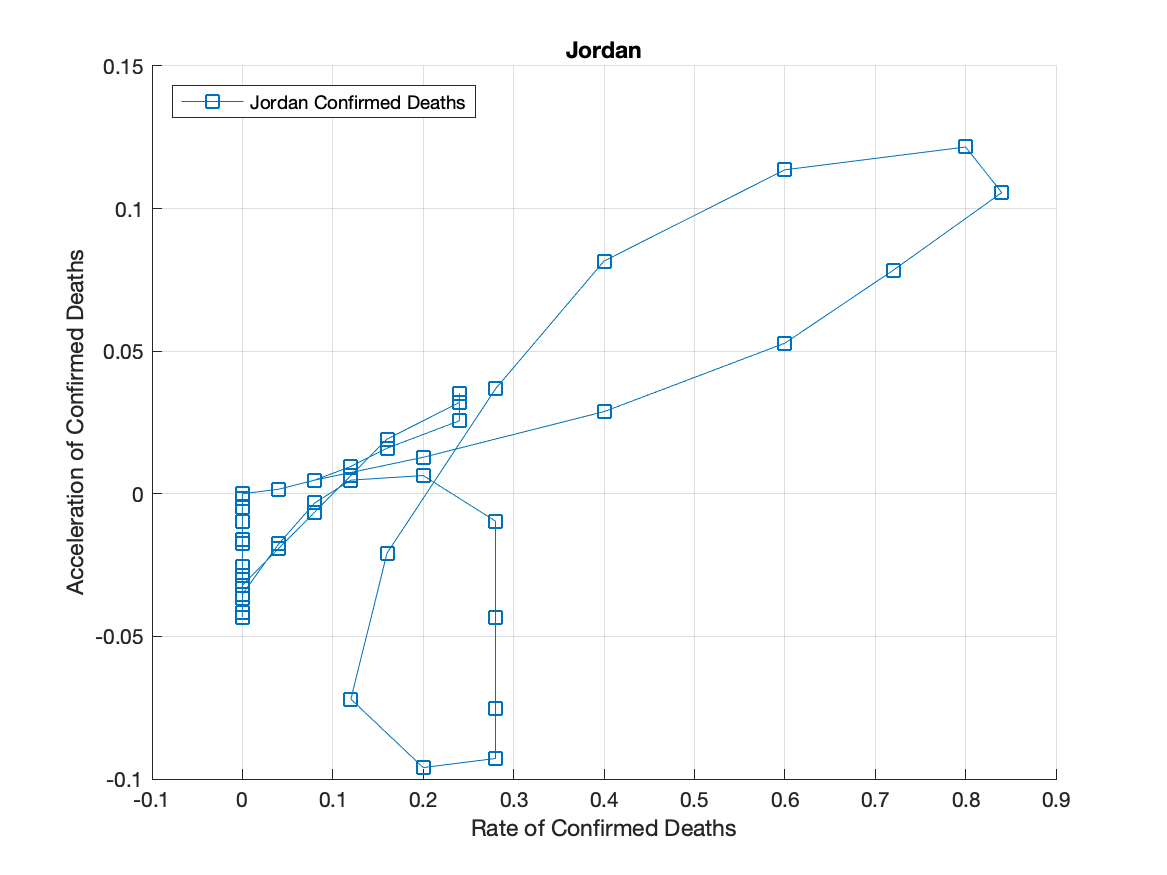 Jordan
0.15
Jordan Confirmed Deaths
0.1
0.05
0
-0.05
-0.1
Acceleration of Confirmed Deaths
-0.1 0 0.1 0.2 0.3 0.4 0.5 0.6 0.7 0.8 0.9
Rate of Confirmed Deaths